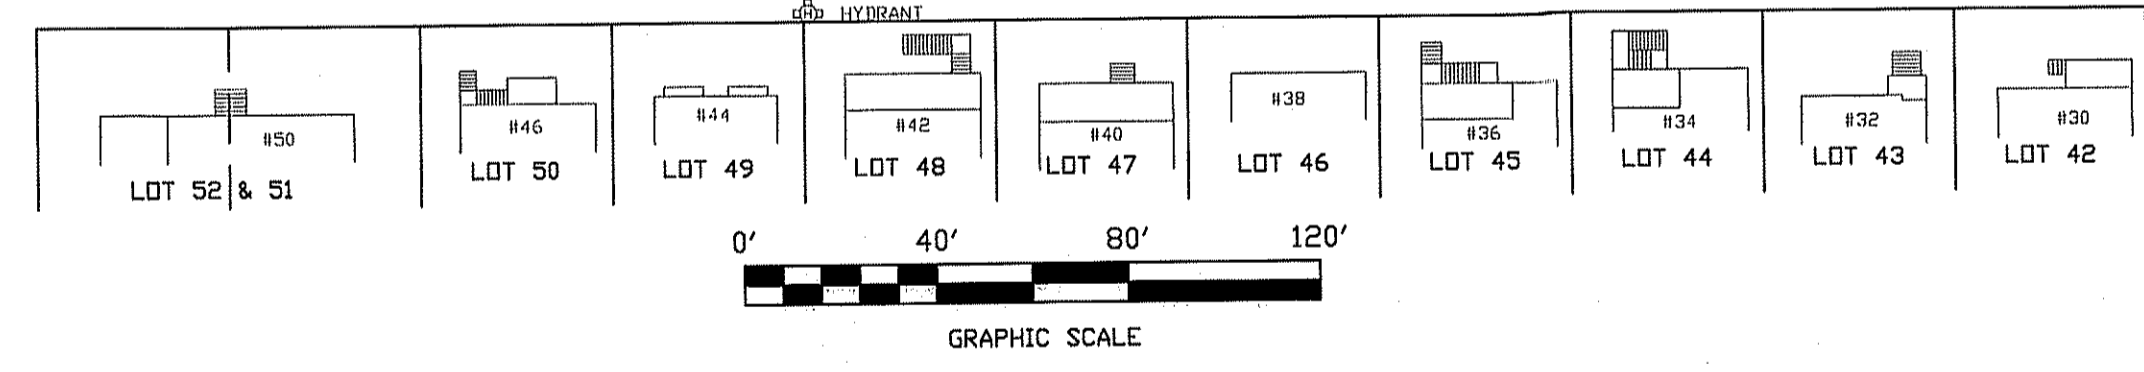 HYDRANT
#50
#46
#44
#42
#40
#38
#36
#34
#32
#30
LOT 52 & 51
LOT 50
LOT 49
LOT 48
LOT 47
LOT 46
LOT 45
LOT 44
LOT 43
LOT 42
0' 40' 80' 120'
GRAPHIC SCALE